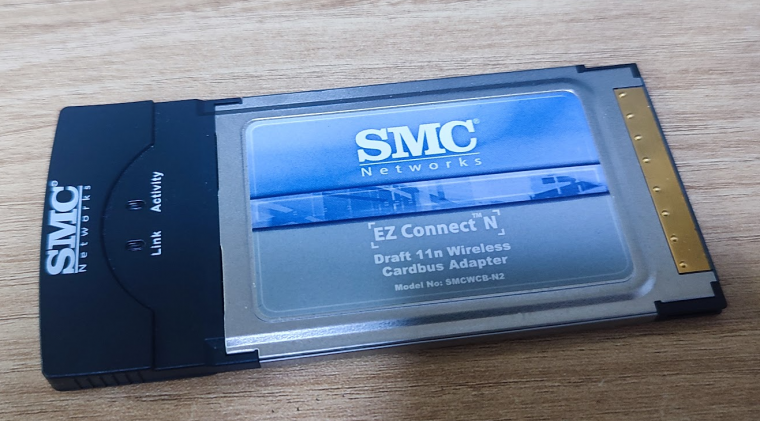 SMC®
Networks
EZ Connect™ N
Draft 11n Wireless
Cardbus Adapter
Model No: SMCWCB-N2
SMC®
Networks
Link
Activity